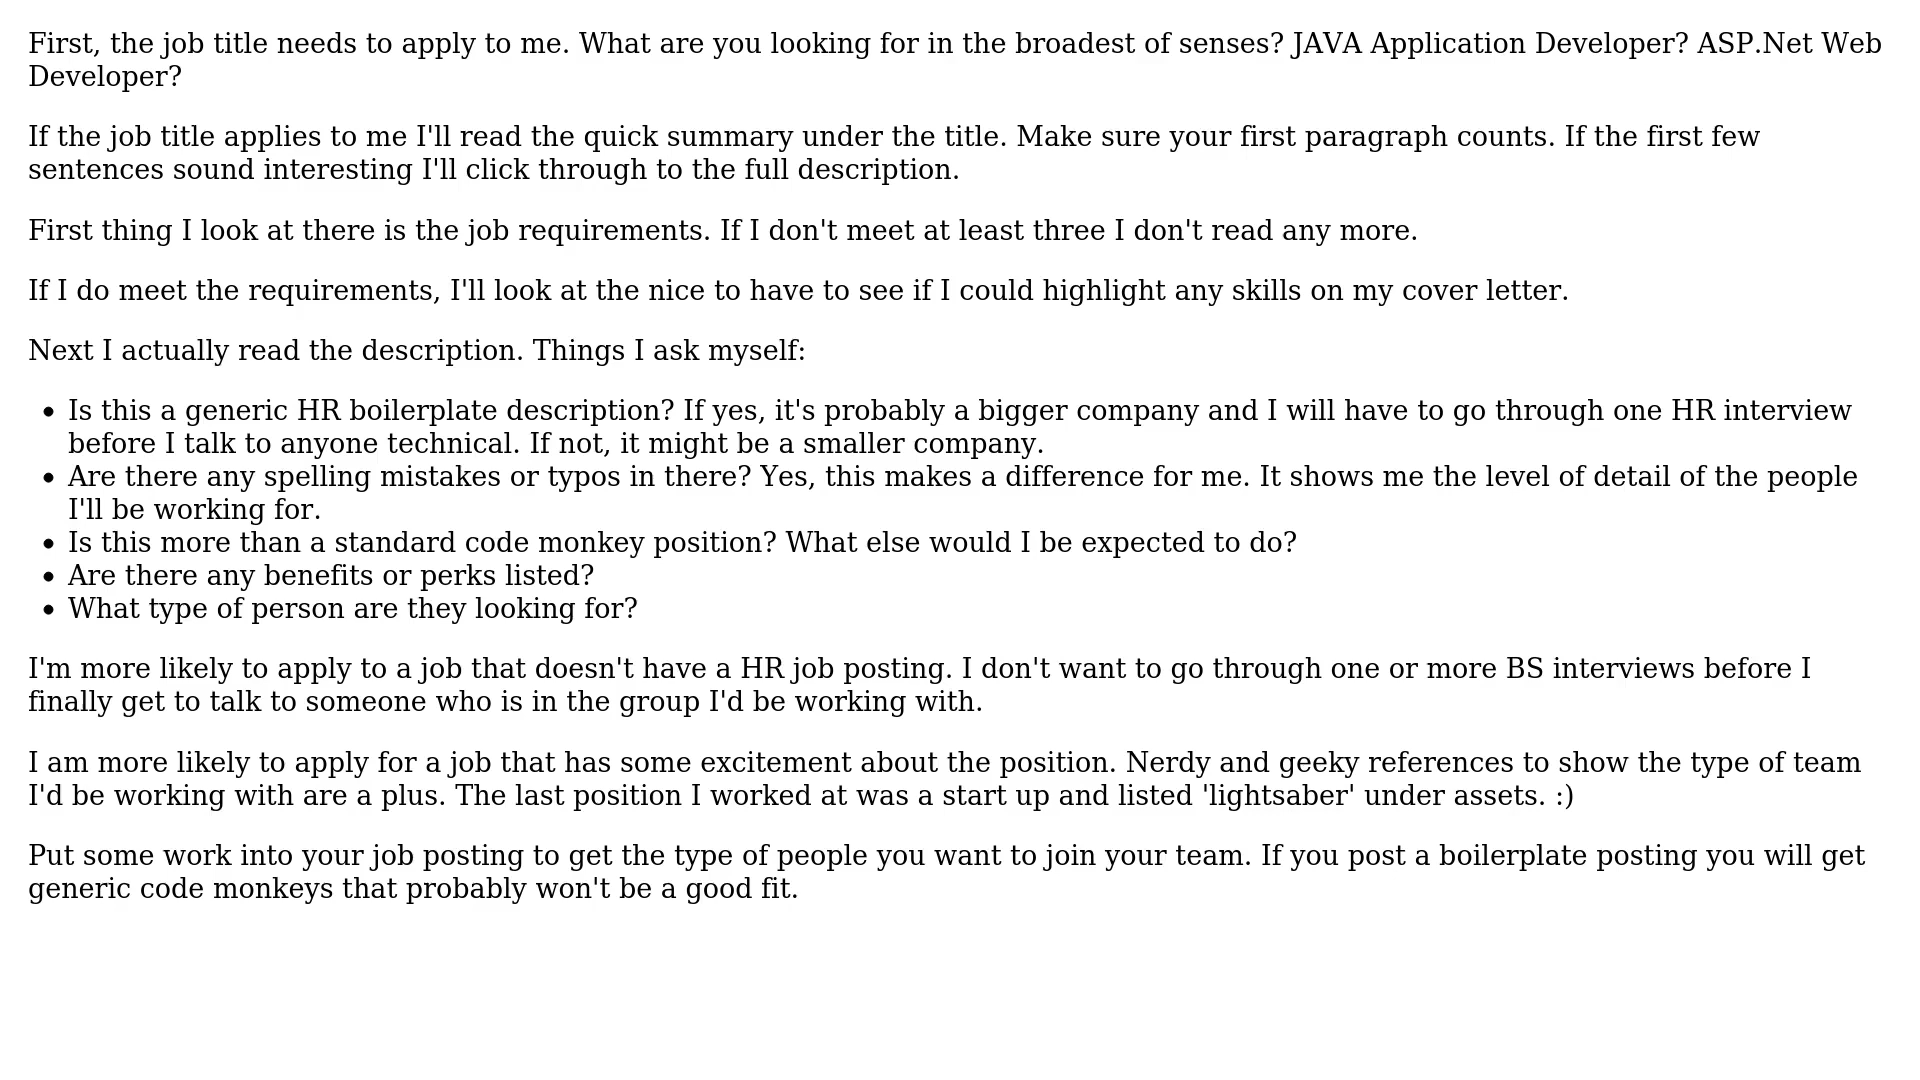 First, the job title needs to apply to me. What are you looking for in the broadest of senses? JAVA Application Developer? ASP.Net Web
Developer?
If the job title applies to me I'll read the quick summary under the title. Make sure your first paragraph counts. If the first few
sentences sound interesting I'll click through to the full description.
First thing I look at there is the job requirements. If I don't meet at least three I don't read any more.
If I do meet the requirements, I'll look at the nice to have to see if I could highlight any skills on my cover letter.
Next I actually read the description. Things I ask myself:
• Is this a generic HR boilerplate description? If yes, it's probably a bigger company and I will have to go through one HR interview
before I talk to anyone technical. If not, it might be a smaller company.
• Are there any spelling mistakes or typos in there? Yes, this makes a difference for me. It shows me the level of detail of the people
I'll be working for.
• Is this more than a standard code monkey position? What else would I be expected to do?
• Are there any benefits or perks listed?
• What type of person are they looking for?
I'm more likely to apply to a job that doesn't have a HR job posting. I don't want to go through one or more BS interviews before I
finally get to talk to someone who is in the group I'd be working with.
I am more likely to apply for a job that has some excitement about the position. Nerdy and geeky references to show the type of team
I'd be working with are a plus. The last position I worked at was a start up and listed 'lightsaber' under assets. :)
Put some work into your job posting to get the type of people you want to join your team. If you post a boilerplate posting you will get
generic code monkeys that probably won't be a good fit.